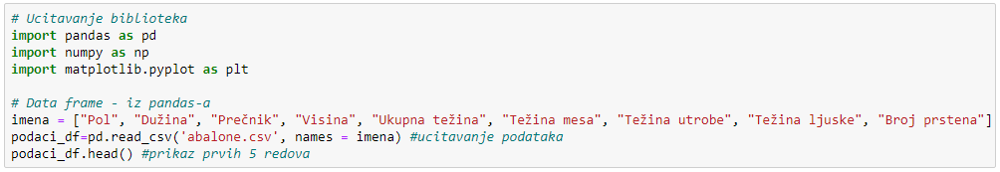 # Ucitavanje biblioteka
import pandas as pd
import numpy as np
import matplotlib.pyplot as plt
# Data frame - iz pandas-a
imena = ["Pol", "Dužina", "Prečnik", "Visina", "Ukupna težina", "Težina mesa", "Težina utrobe", "Težina ljuske", "Broj prstena"]
podaci_df=pd.read_csv('abalone.csv', names = imena) #ucitavanje podataka
podaci_df.head() #prikaz prvih 5 redova